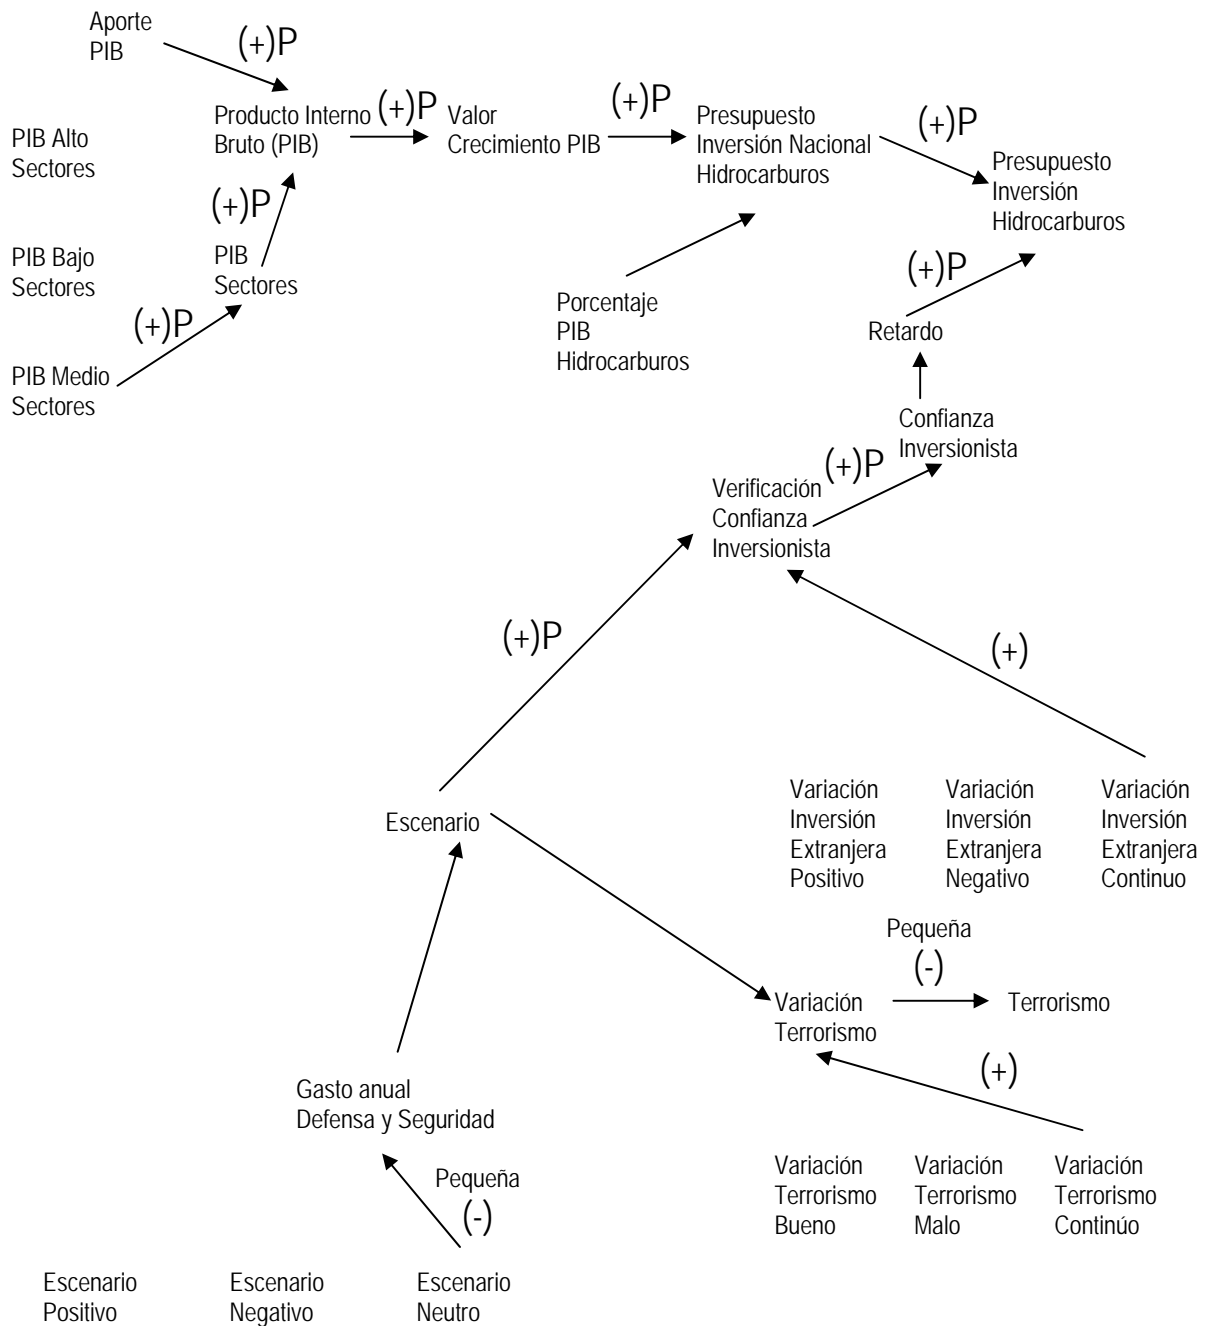 Aporte
PIB
(+)P
PIB Alto
Sectores
Producto Interno
Bruto (PIB)
(+)P
Valor
Crecimiento PIB
(+)P
Presupuesto
Inversión Nacional
Hidrocarburos
(+)P
Presupuesto
Inversión
Hidrocarburos
(+)P
PIB Bajo
Sectores
PIB
Sectores
(+)P
PIB Medio
Sectores
Porcentaje
PIB
Hidrocarburos
(+)P
Retardo
Confianza
Inversionista
(+)P
Verificación
Confianza
Inversionista
(+)P
(+)
Escenario
Variación
Inversión
Extranjera
Positivo
Variación
Inversión
Extranjera
Negativo
Variación
Inversión
Extranjera
Continuo
Pequeña
(-)
Variación
Terrorismo
Terrorismo
(+)
Gasto anual
Defensa y Seguridad
Pequeña
(-)
Variación
Terrorismo
Bueno
Variación
Terrorismo
Malo
Variación
Terrorismo
Continúo
Escenario
Positivo
Escenario
Negativo
Escenario
Neutro